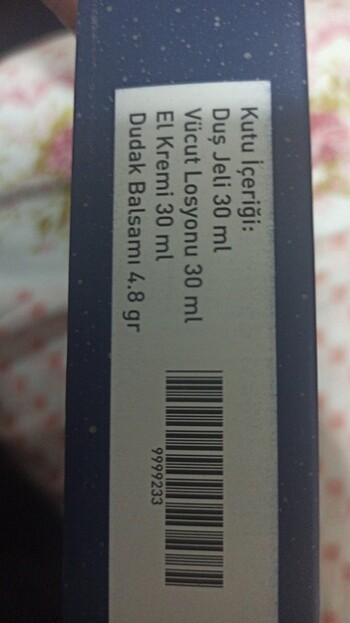 Kutu İçeriği:
Duş Jeli 30 ml
Vücut Losyonu 30 ml
El Kremi 30 ml
Dudak Balsamı 4.8 gr
9999233